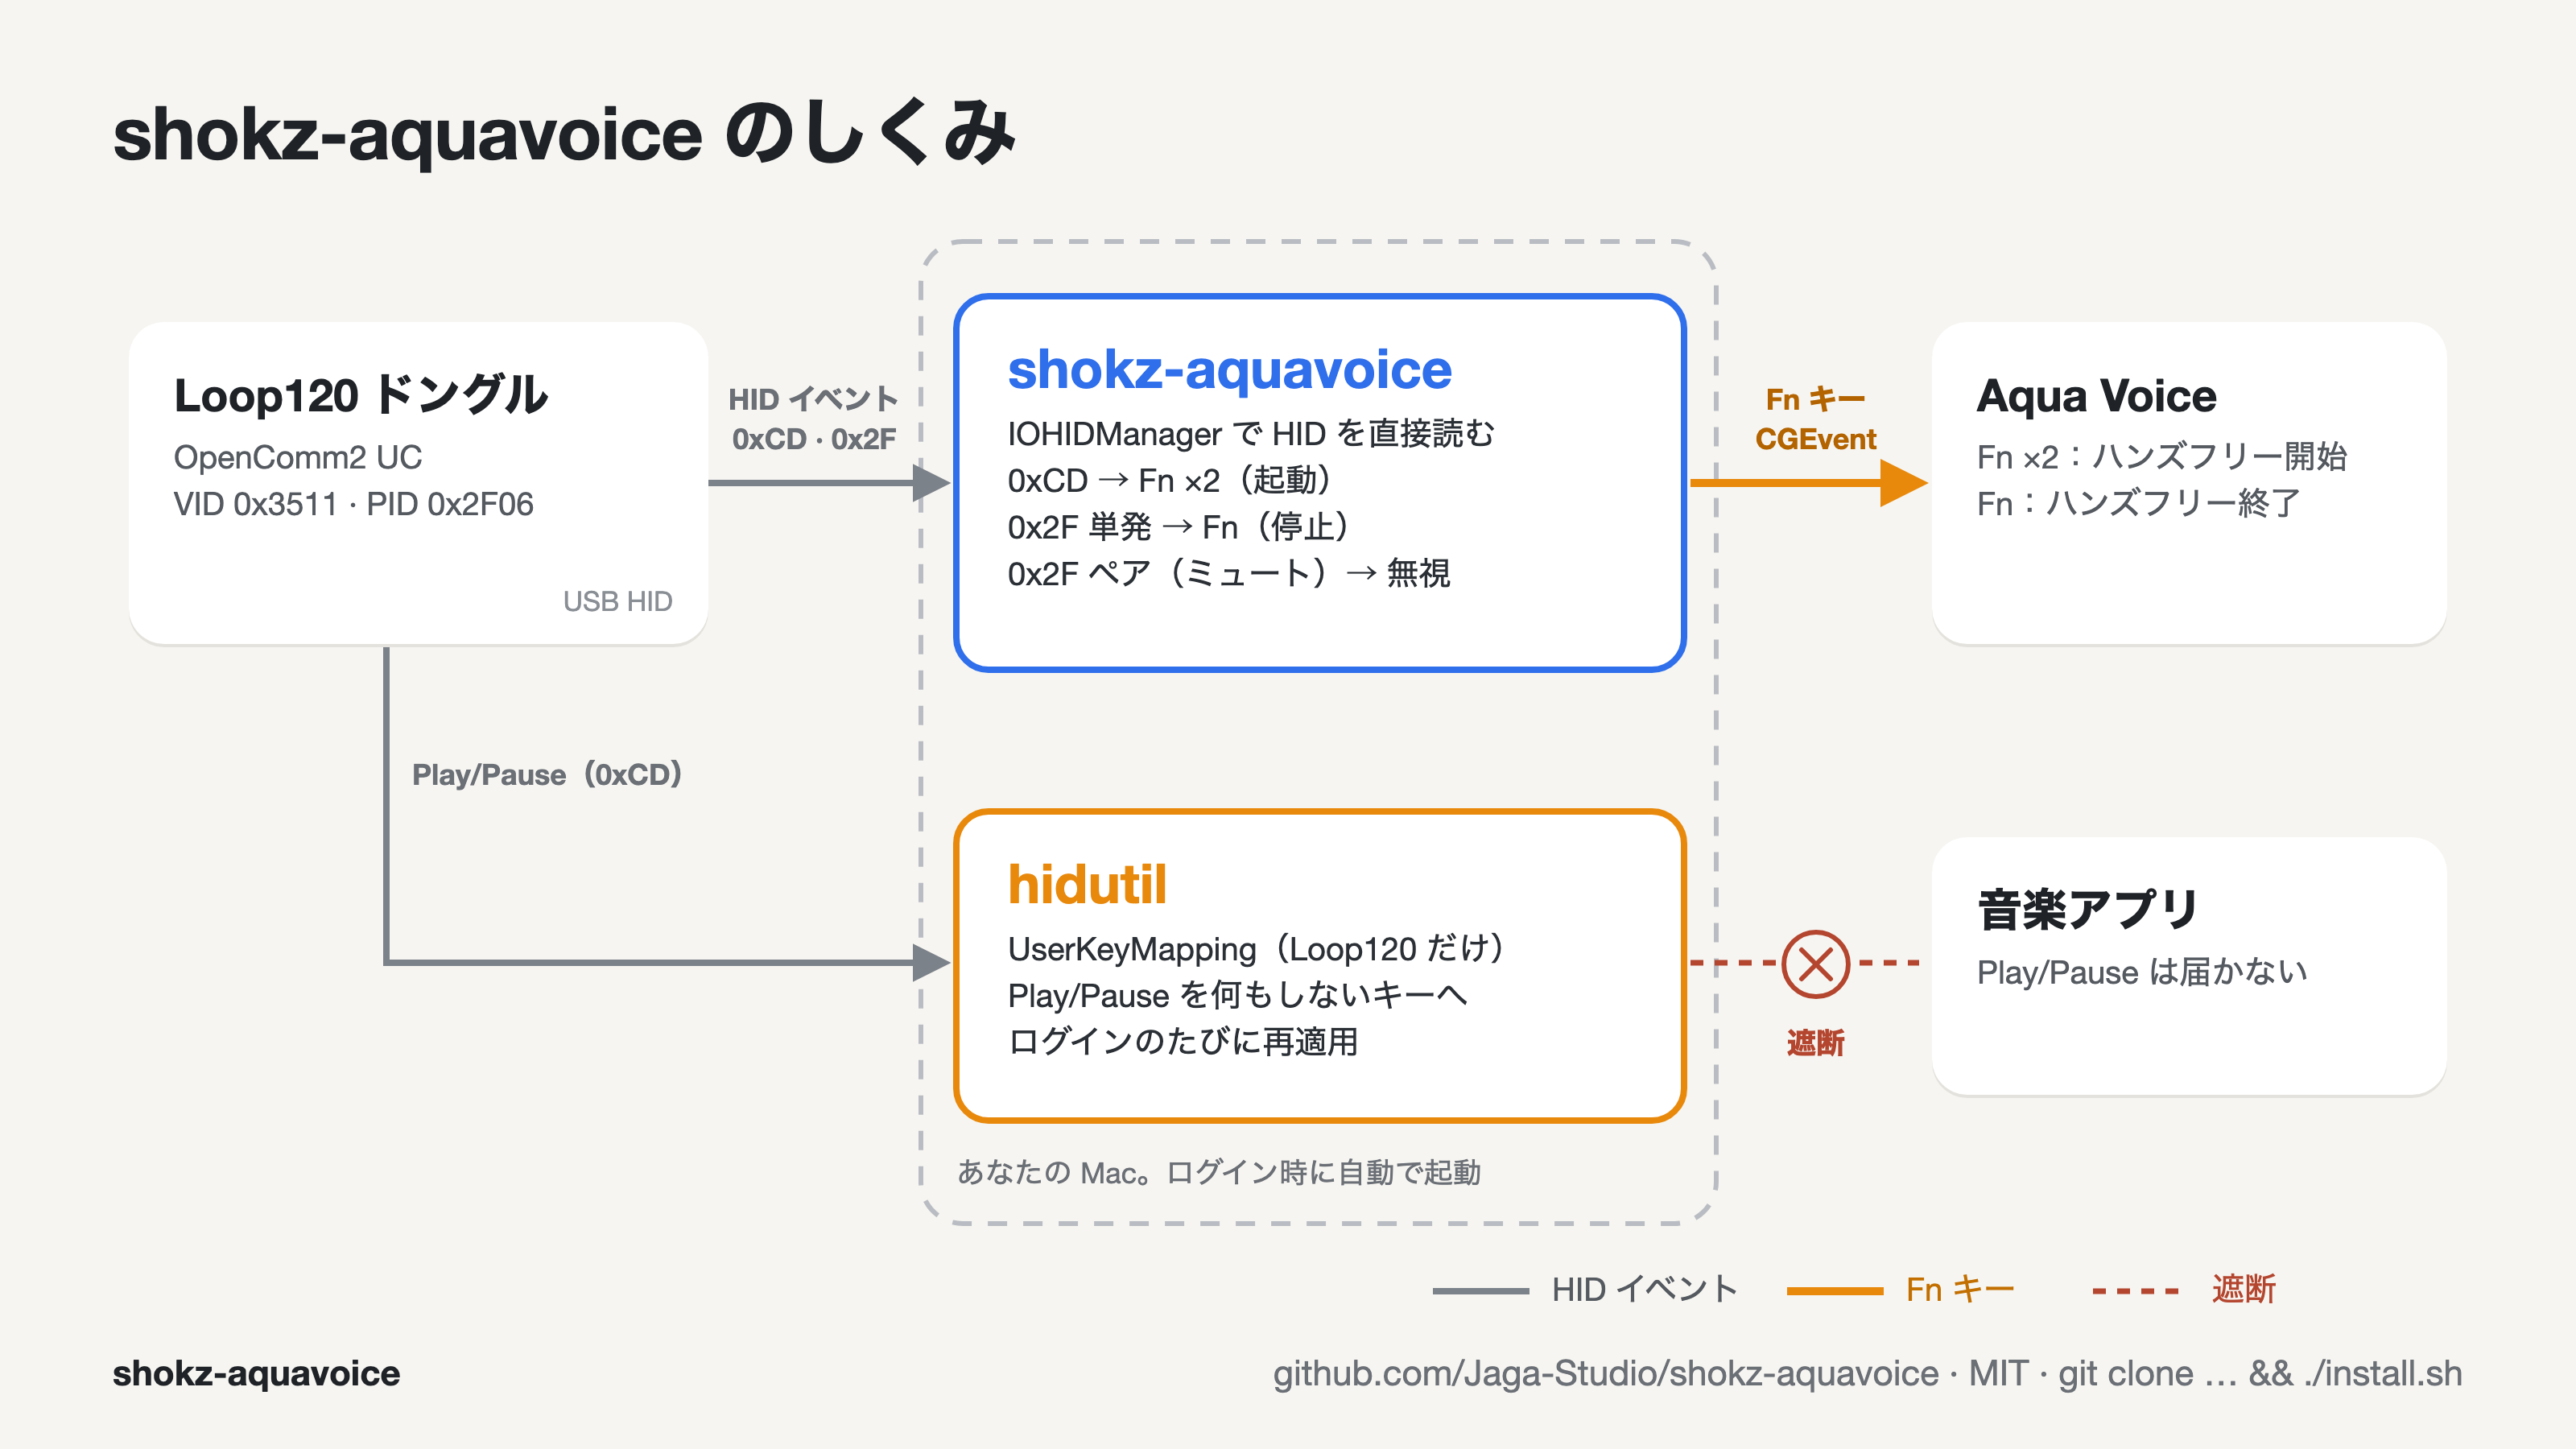 shokz-aquavoice のしくみ
Loop120 ドングル
OpenComm2 UC
VID 0x3511 · PID 0x2F06
USB HID
HID イベント
0xCD · 0x2F
shokz-aquavoice
IOHIDManager で HID を直接読む
0xCD → Fn ×2（起動）
0x2F 単発 → Fn（停止）
0x2F ペア（ミュート）→ 無視
Fn キー
CGEvent
Aqua Voice
Fn ×2：ハンズフリー開始
Fn：ハンズフリー終了
Play/Pause（0xCD）
hidutil
UserKeyMapping（Loop120 だけ）
Play/Pause を何もしないキーへ
ログインのたびに再適用
遮断
音楽アプリ
Play/Pause は届かない
あなたの Mac。ログイン時に自動で起動
HID イベント
Fn キー
遮断
shokz-aquavoice
github.com/Jaga-Studio/shokz-aquavoice · MIT · git clone … && ./install.sh